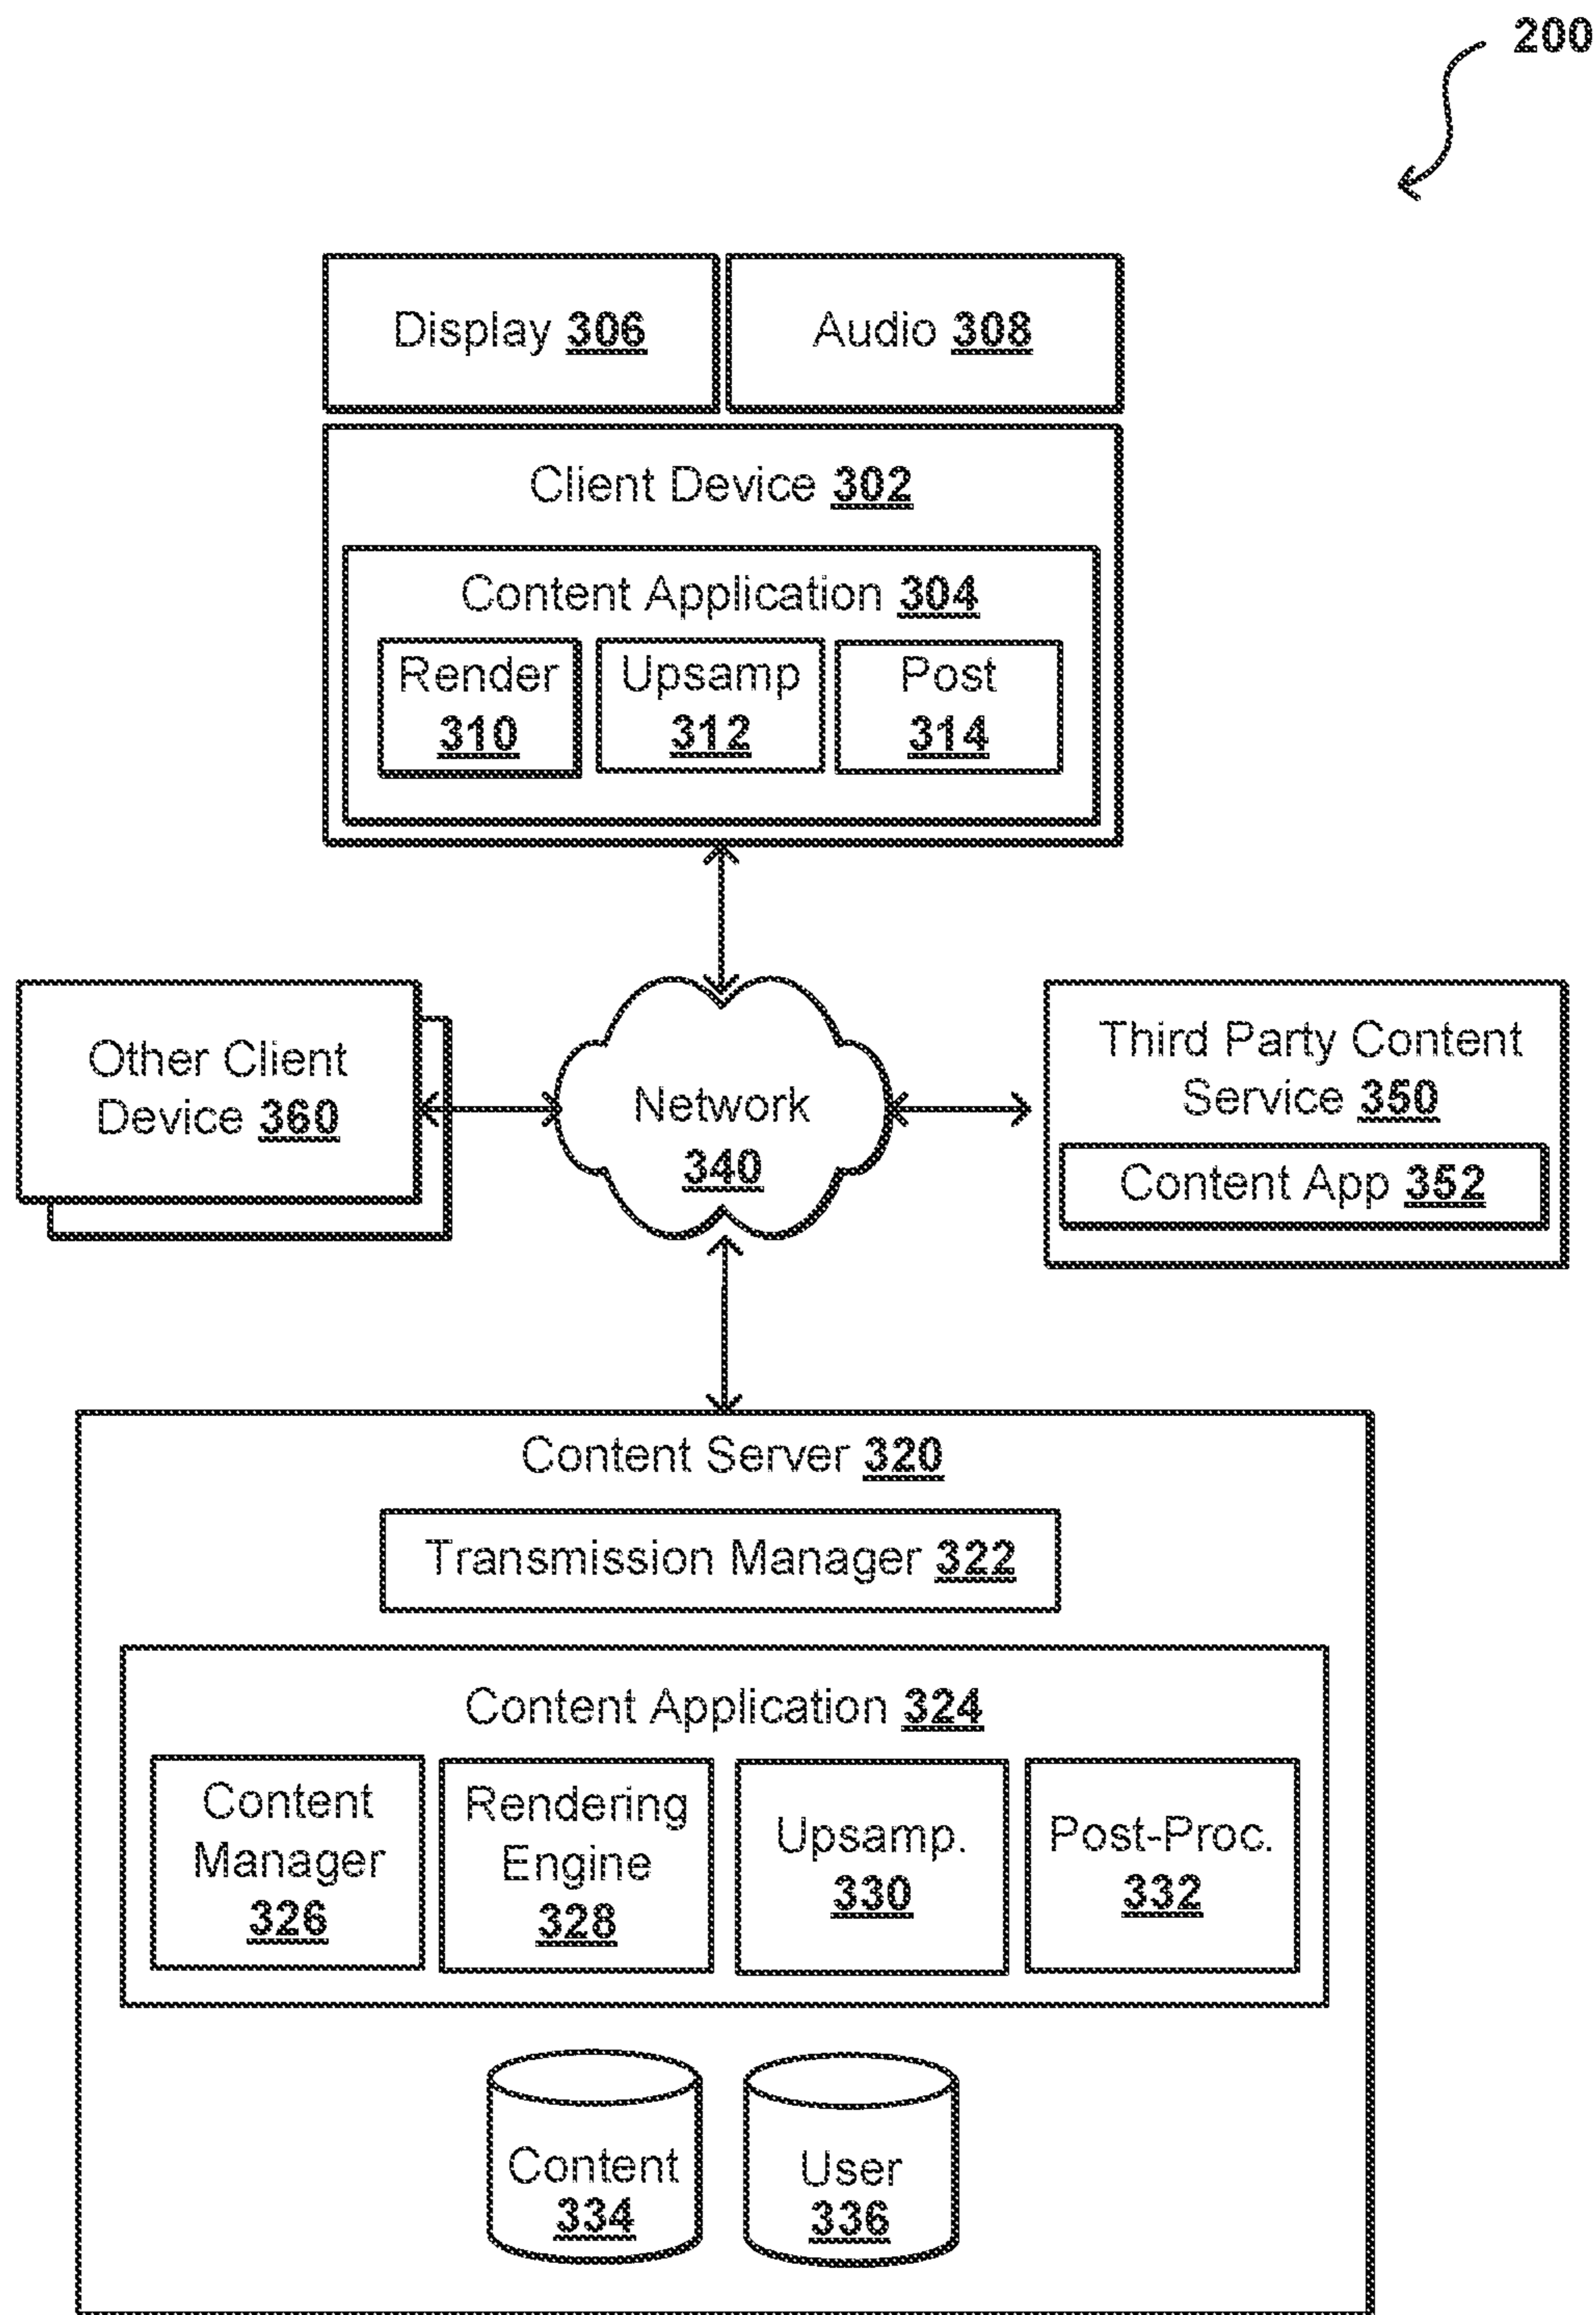 200
Display 306
Audio 308
Client Device 302
Content Application 304
Render
310
Upsamp
312
Post
314
Other Client
Device 360
Network
340
Third Party Content
Service 350
Content App 352
Content Server 320
Transmission Manager 322
Content Application 324
Content
Manager
326
Rendering
Engine
328
Upsamp.
330
Post-Proc.
332
Content
334
User
336